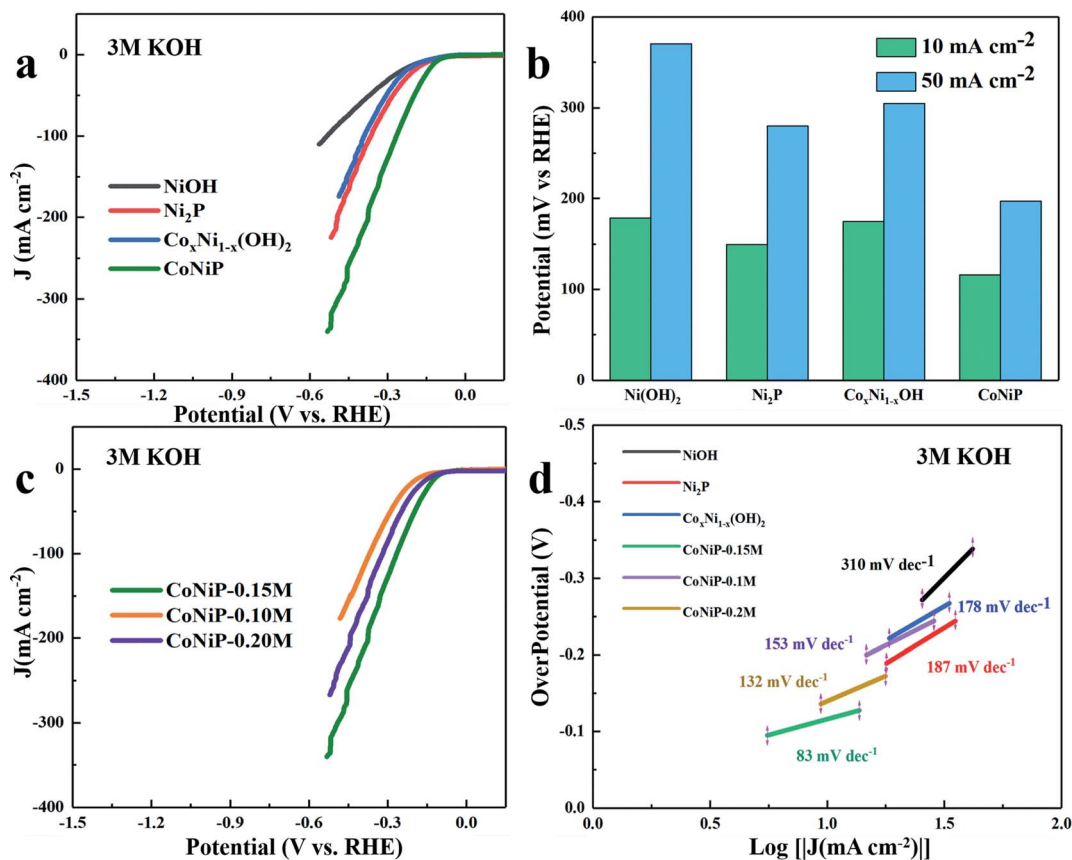 a
3M KOH
0
-100
-200
-300
-400
J (mA cm⁻²)
NiOH
Ni₂P
CoₓNi₁₋ₓ(OH)₂
CoNiP
-1.5
-1.2
-0.9
-0.6
-0.3
0.0
Potential (V vs. RHE)
b
10 mA cm⁻²
50 mA cm⁻²
400
300
200
100
0
Potential (mV vs RHE)
Ni(OH)₂
Ni₂P
CoₓNi₁₋ₓOH
CoNiP
c
3M KOH
0
-100
-200
-300
-400
J(mA cm⁻²)
CoNiP-0.15M
CoNiP-0.10M
CoNiP-0.20M
-1.5
-1.2
-0.9
-0.6
-0.3
0.0
Potential (V vs. RHE)
d
3M KOH
-0.5
-0.4
-0.3
-0.2
-0.1
0.0
OverPotential (V)
NiOH
Ni₂P
CoₓNi₁₋ₓ(OH)₂
CoNiP-0.15M
CoNiP-0.1M
CoNiP-0.2M
310 mV dec⁻¹
178 mV dec⁻¹
153 mV dec⁻¹
187 mV dec⁻¹
132 mV dec⁻¹
83 mV dec⁻¹
0.0
0.5
1.0
1.5
2.0
Log [|J(mA cm⁻²)|]